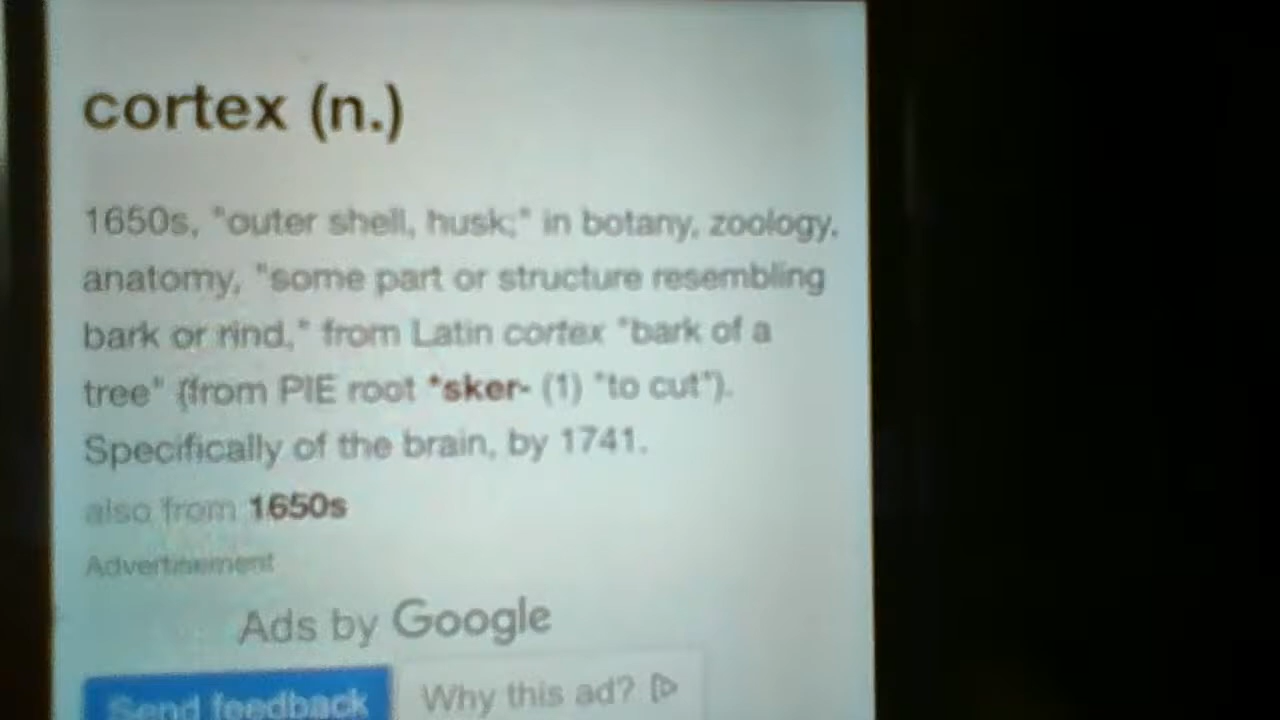 cortex (n.)
1650s, "outer shell, husk;" in botany, zoology,
anatomy, "some part or structure resembling
bark or rind," from Latin cortex "bark of a
tree" (from PIE root *sker- (1) "to cut").
Specifically of the brain, by 1741.
also from 1650s
Advertisement
Ads by Google
Send feedback
Why this ad?